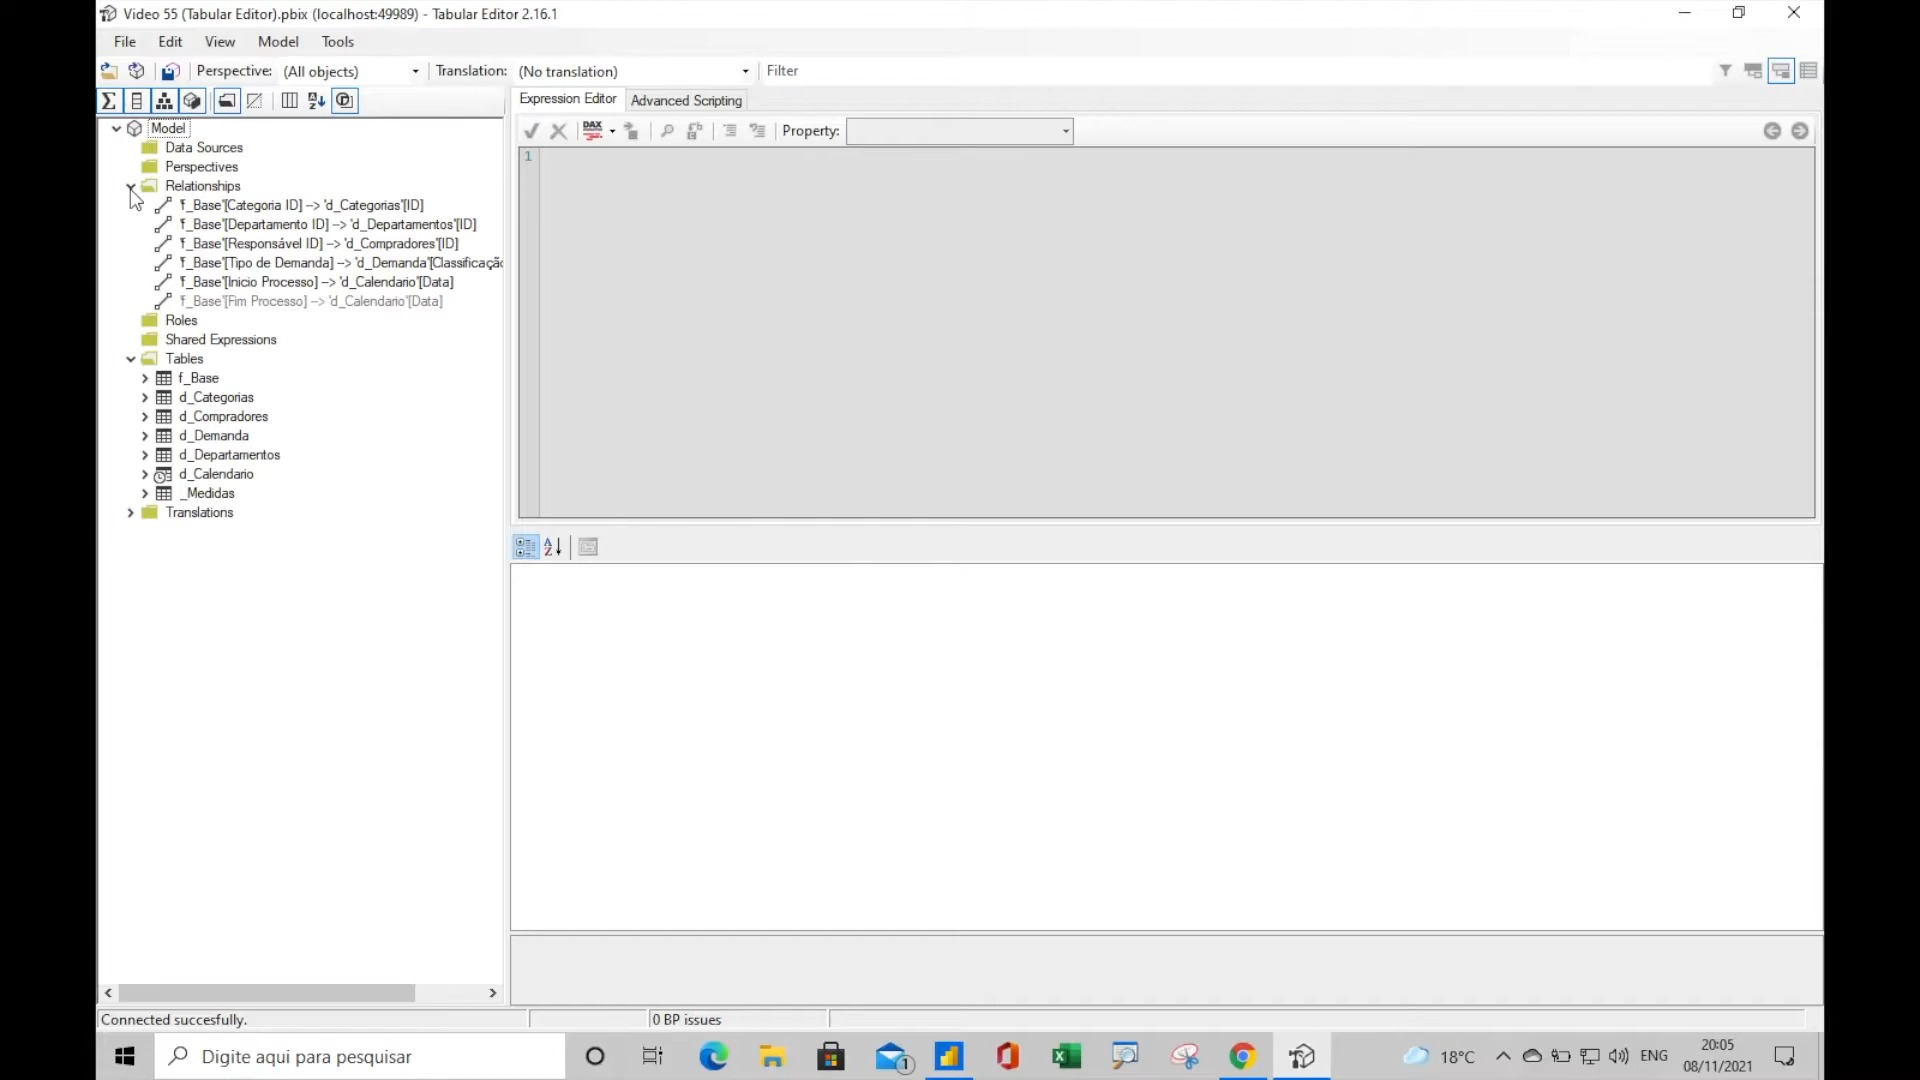 Video 55 (Tabular Editor).pbix (localhost:49989) - Tabular Editor 2.16.1
File Edit View Model Tools
Perspective: (All objects) Translation: (No translation) Filter
Expression Editor Advanced Scripting
DAX Property:
1
Model
Data Sources
Perspectives
Relationships
'f_Base'[Categoria ID] --> 'd_Categorias'[ID]
'f_Base'[Departamento ID] --> 'd_Departamentos'[ID]
'f_Base'[Responsável ID] --> 'd_Compradores'[ID]
'f_Base'[Tipo de Demanda] --> 'd_Demanda'[Classificação
'f_Base'[Inicio Processo] --> 'd_Calendario'[Data]
'f_Base'[Fim Processo] --> 'd_Calendario'[Data]
Roles
Shared Expressions
Tables
f_Base
d_Categorias
d_Compradores
d_Demanda
d_Departamentos
d_Calendario
_Medidas
Translations
Connected succesfully.
0 BP issues
Digite aqui para pesquisar
1
18°C
ENG
20:05
08/11/2021